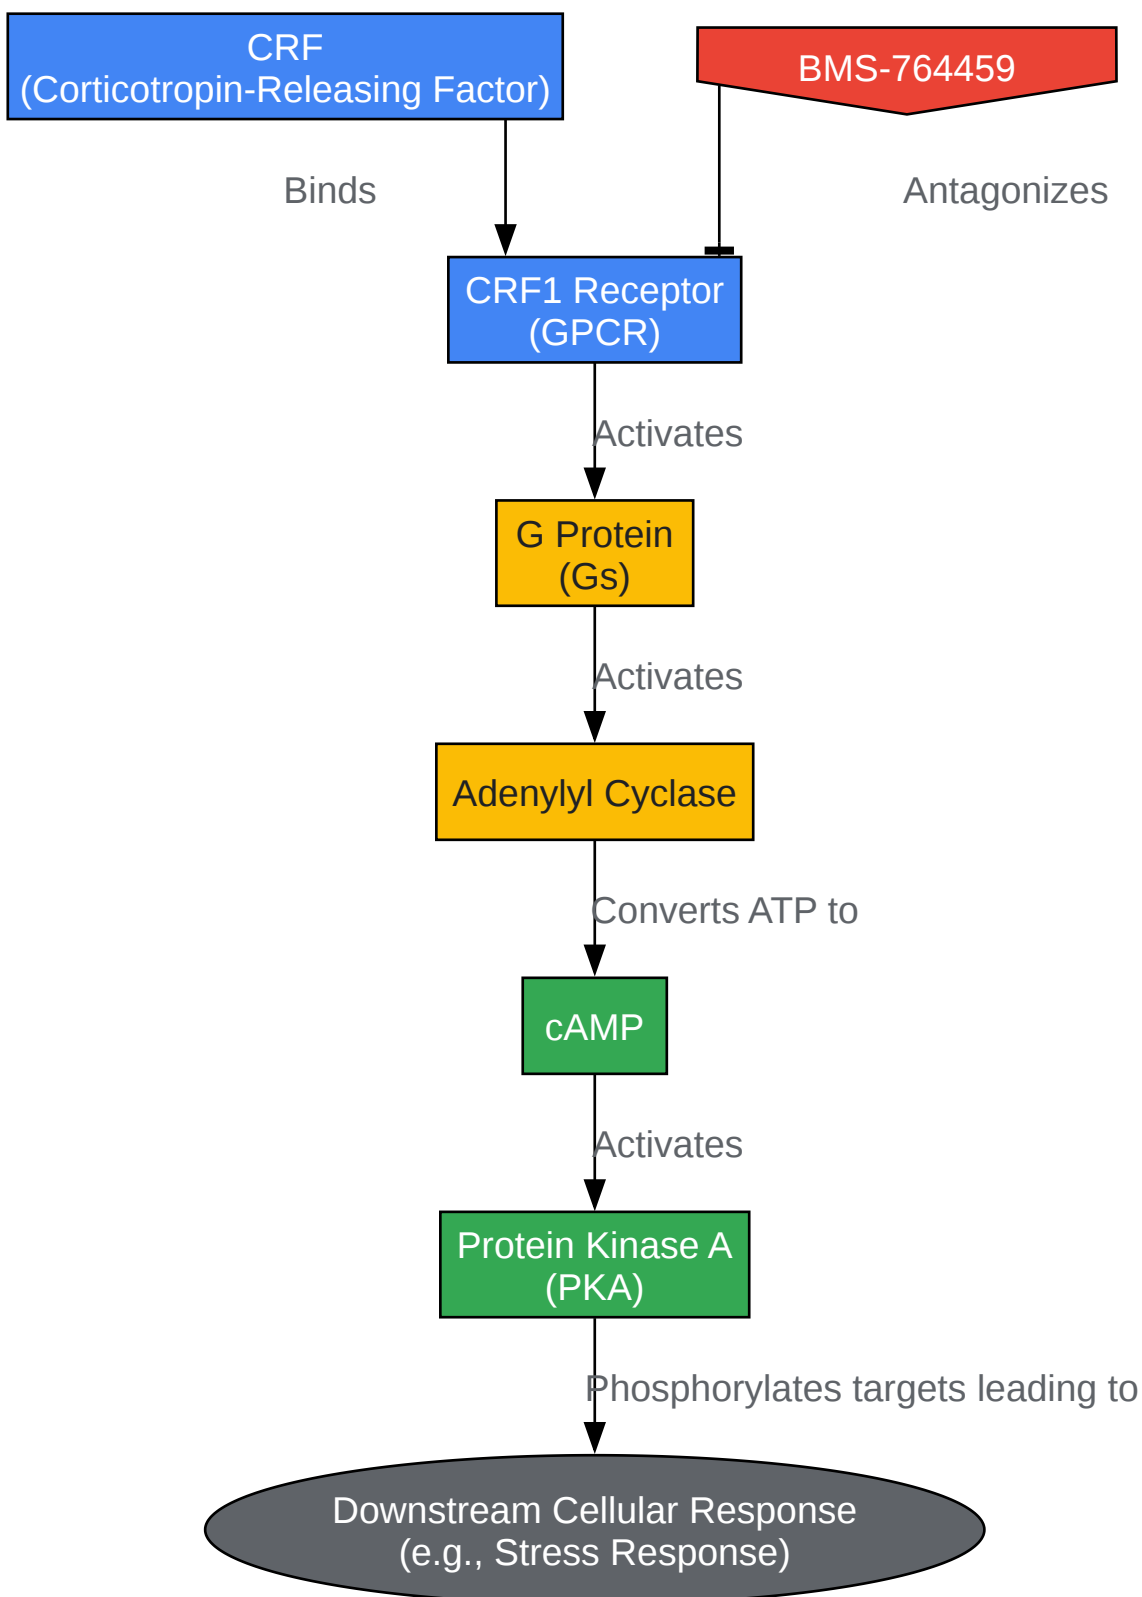 CRF
(Corticotropin-Releasing Factor)
BMS-764459
Binds
Antagonizes
CRF1 Receptor
(GPCR)
Activates
G Protein
(Gs)
Activates
Adenylyl Cyclase
Converts ATP to
cAMP
Activates
Protein Kinase A
(PKA)
Phosphorylates targets leading to
Downstream Cellular Response
(e.g., Stress Response)